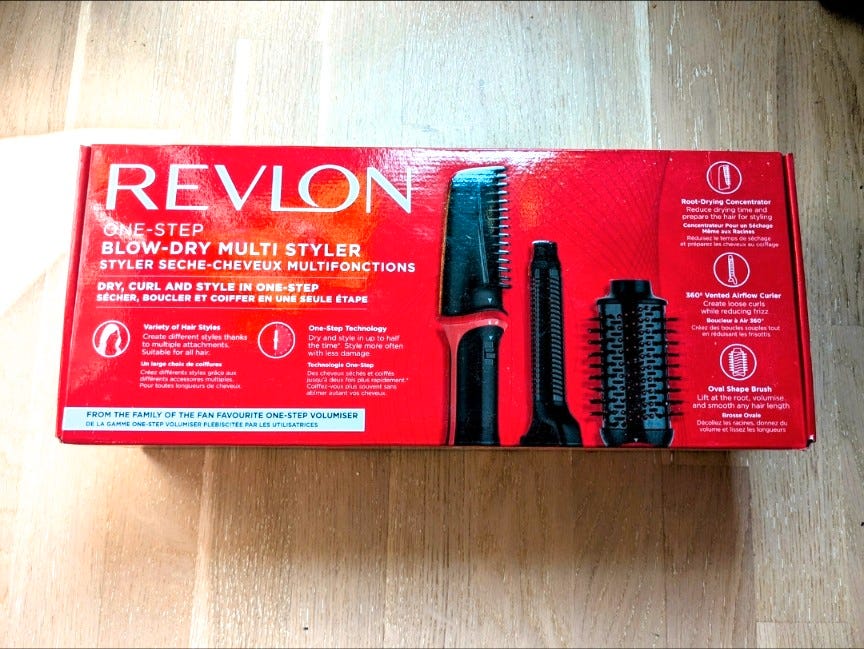 REVLON
ONE-STEP
BLOW-DRY MULTI STYLER
STYLER SECHE-CHEVEUX MULTIFONCTIONS
DRY, CURL AND STYLE IN ONE-STEP
SÉCHER, BOUCLER ET COIFFER EN UNE SEULE ÉTAPE
Variety of Hair Styles
Create different styles thanks
to multiple attachments.
Suitable for all hair.
Un large choix de coiffures
Créez différents styles grâce aux
différents accessoires multiples.
Pour toutes longueurs de cheveux.
One-Step Technology
Dry and style in up to half
the time*. Style more often
with less damage.
Technologie One-Step
Des cheveux séchés et coiffés
jusqu'à deux fois plus rapidement.*
Coiffez-vous plus souvent sans
abîmer autant vos cheveux.
FROM THE FAMILY OF THE FAN FAVOURITE ONE-STEP VOLUMISER
DE LA GAMME ONE-STEP VOLUMISER PLÉBISCITÉE PAR LES UTILISATRICES
Root-Drying Concentrator
Reduce drying time and
prepare the hair for styling
Concentrateur Pour un Séchage
Même aux Racines
Réduisez le temps de séchage
et préparez les cheveux au coiffage
360° Vented Airflow Curler
Create loose curls
while reducing frizz
Boucleur à Air 360°
Créez des boucles souples tout
en réduisant les frisottis
Oval Shape Brush
Lift at the root, volumise
and smooth any hair length
Brosse Ovale
Décollez les racines, donnez du
volume et lissez les longueurs